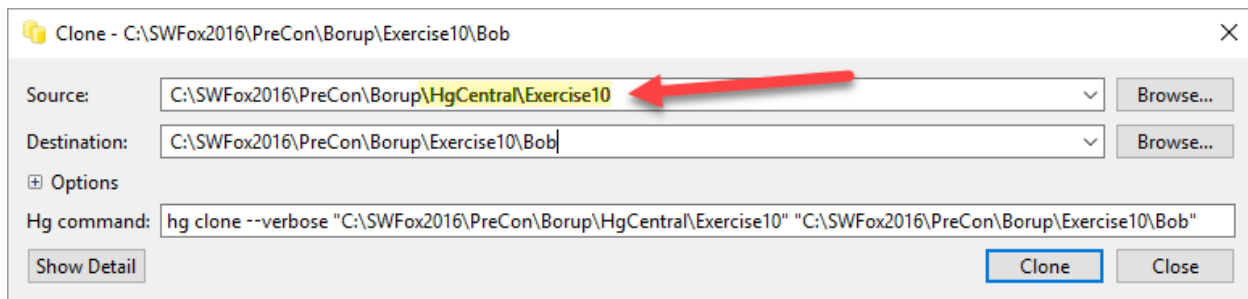 Clone - C:\SWFox2016\PreCon\Borup\Exercise10\Bob
Source: C:\SWFox2016\PreCon\Borup\HgCentral\Exercise10 Browse...
Destination: C:\SWFox2016\PreCon\Borup\Exercise10\Bob Browse...
Options
Hg command: hg clone --verbose "C:\SWFox2016\PreCon\Borup\HgCentral\Exercise10" "C:\SWFox2016\PreCon\Borup\Exercise10\Bob"
Show Detail Clone Close